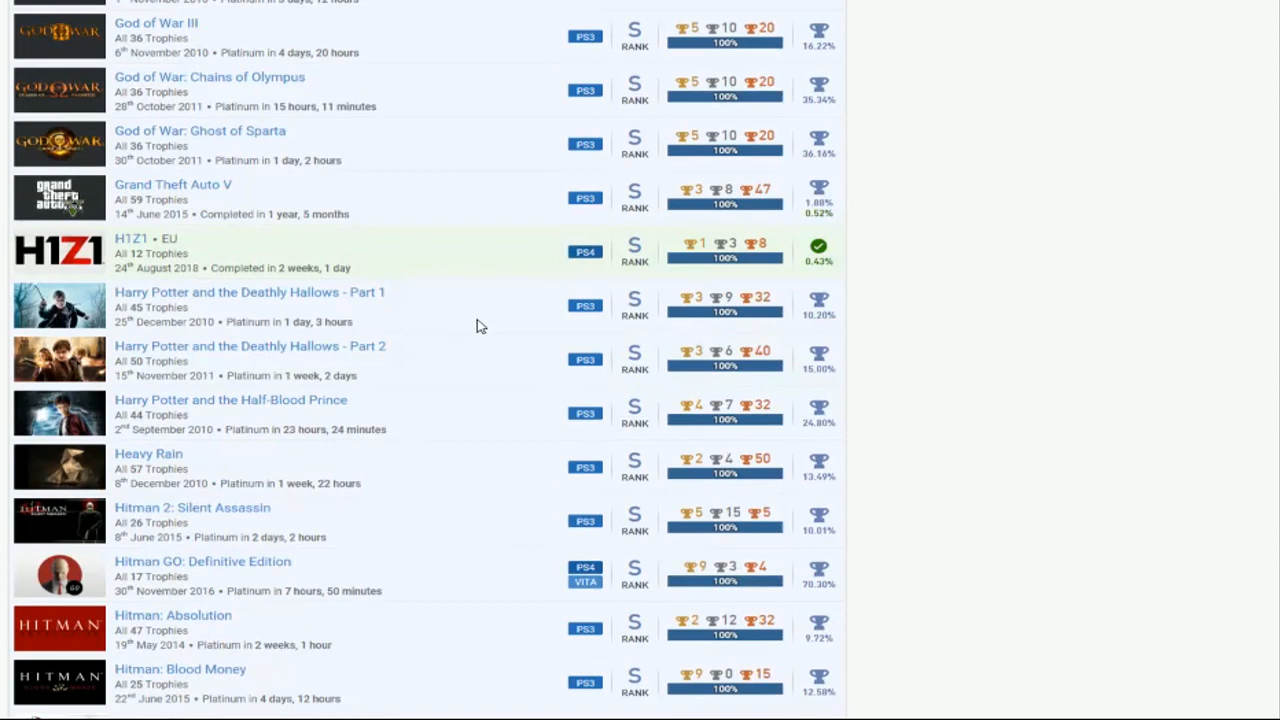 God of War III
All 36 Trophies
6th November 2010 • Platinum in 4 days, 20 hours
PS3
S
RANK
5 10 20
100%
16.22%
God of War: Chains of Olympus
All 36 Trophies
28th October 2011 • Platinum in 15 hours, 11 minutes
PS3
S
RANK
5 10 20
100%
35.34%
God of War: Ghost of Sparta
All 36 Trophies
30th October 2011 • Platinum in 1 day, 2 hours
PS3
S
RANK
5 10 20
100%
36.16%
grand
theft
auto
Grand Theft Auto V
All 59 Trophies
14th June 2015 • Completed in 1 year, 5 months
PS3
S
RANK
3 8 47
100%
1.88%
0.52%
H1Z1
H1Z1 • EU
All 12 Trophies
24th August 2018 • Completed in 2 weeks, 1 day
PS4
S
RANK
1 3 8
100%
0.43%
Harry Potter and the Deathly Hallows - Part 1
All 45 Trophies
25th December 2010 • Platinum in 1 day, 3 hours
PS3
S
RANK
3 9 32
100%
10.20%
Harry Potter and the Deathly Hallows - Part 2
All 50 Trophies
15th November 2011 • Platinum in 1 week, 2 days
PS3
S
RANK
3 6 40
100%
15.00%
Harry Potter and the Half-Blood Prince
All 44 Trophies
2nd September 2010 • Platinum in 23 hours, 24 minutes
PS3
S
RANK
4 7 32
100%
24.80%
Heavy Rain
All 57 Trophies
8th December 2010 • Platinum in 1 week, 22 hours
PS3
S
RANK
2 4 50
100%
13.49%
HITMAN
Hitman 2: Silent Assassin
All 26 Trophies
8th June 2015 • Platinum in 2 days, 2 hours
PS3
S
RANK
5 15 5
100%
10.01%
GO
Hitman GO: Definitive Edition
All 17 Trophies
30th November 2016 • Platinum in 7 hours, 50 minutes
PS4
VITA
S
RANK
9 3 4
100%
70.30%
HITMAN
Hitman: Absolution
All 47 Trophies
19th May 2014 • Platinum in 2 weeks, 1 hour
PS3
S
RANK
2 12 32
100%
9.72%
HITMAN
Hitman: Blood Money
All 25 Trophies
22nd June 2015 • Platinum in 4 days, 12 hours
PS3
S
RANK
9 0 15
100%
12.58%